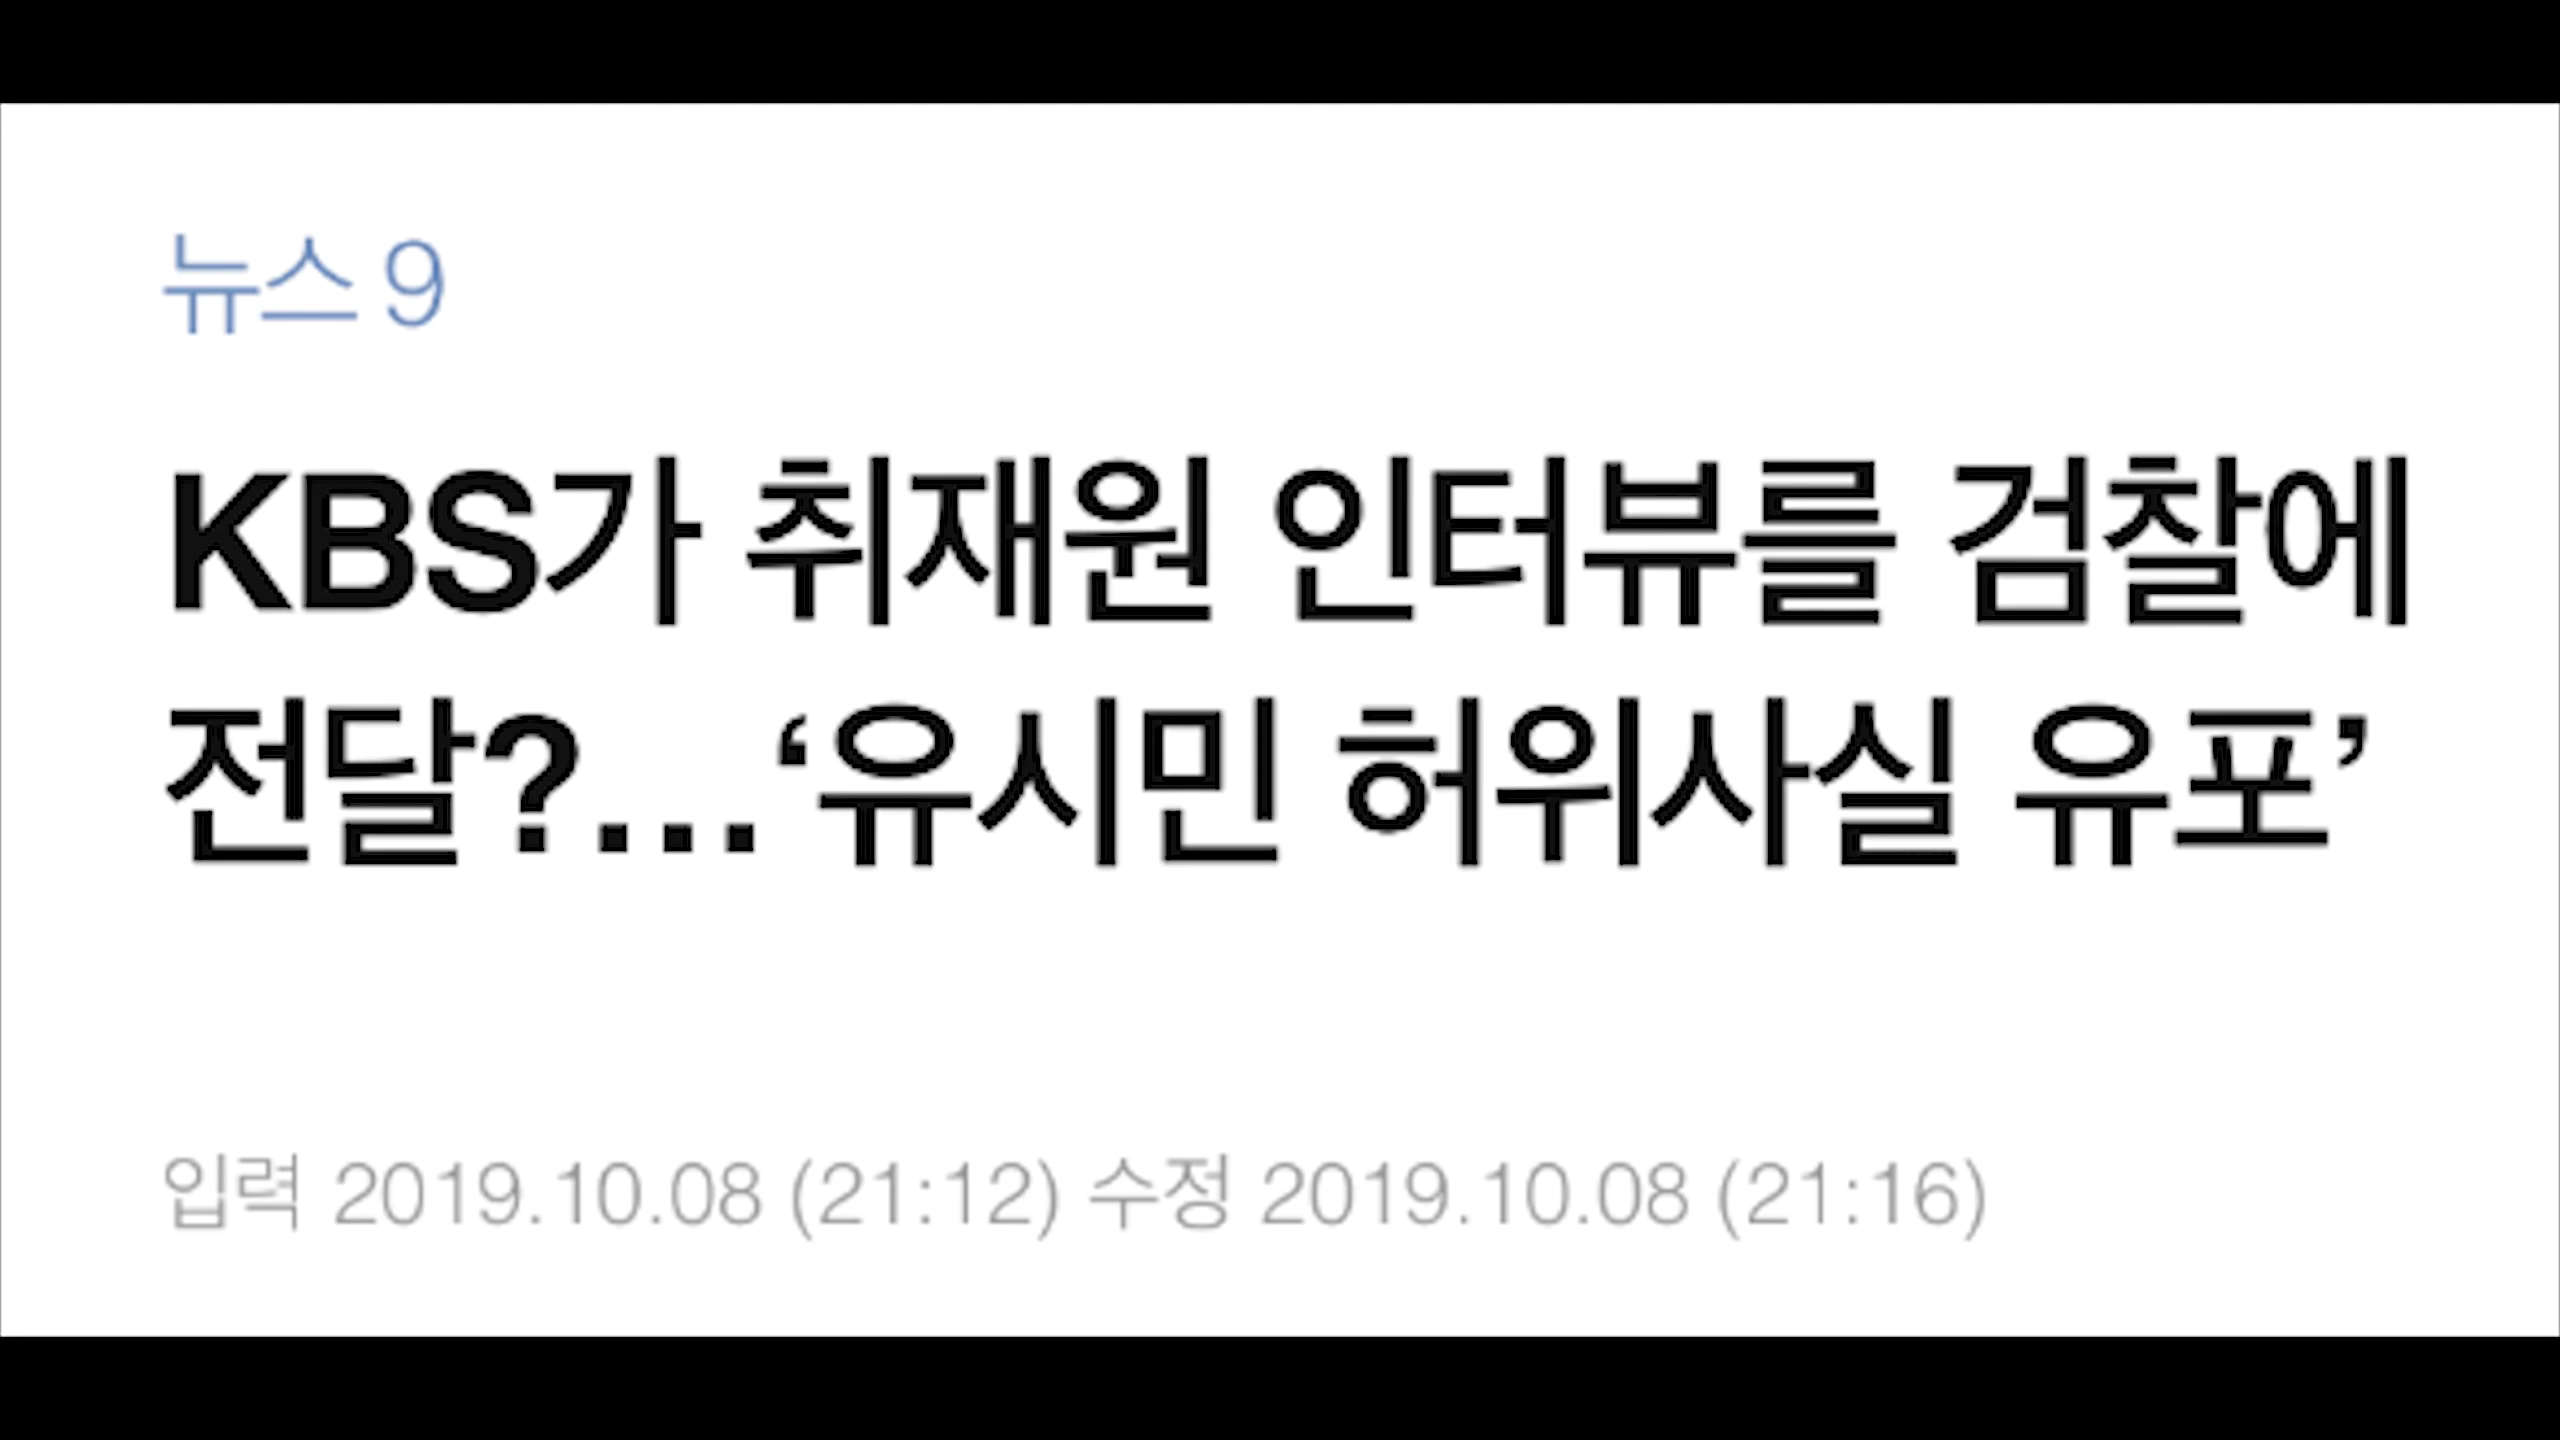 뉴스 9
KBS가 취재원 인터뷰를 검찰에
전달?…‘유시민 허위사실 유포’
입력 2019.10.08 (21:12) 수정 2019.10.08 (21:16)